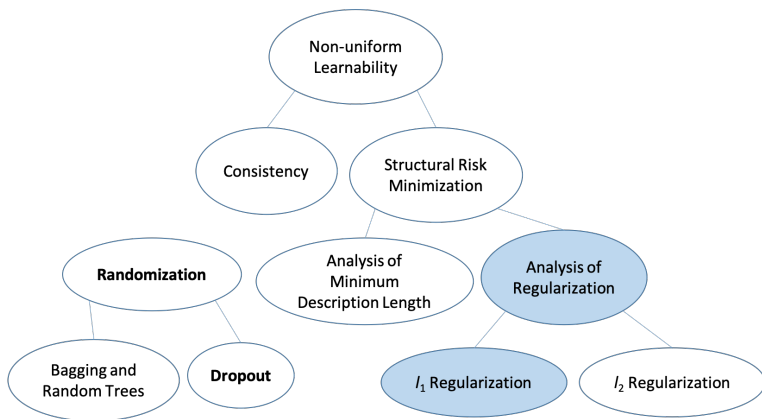 Non-uniform
Learnability
Consistency
Structural Risk
Minimization
Randomization
Analysis of
Minimum
Description Length
Analysis of
Regularization
Bagging and
Random Trees
Dropout
l₁ Regularization
l₂ Regularization